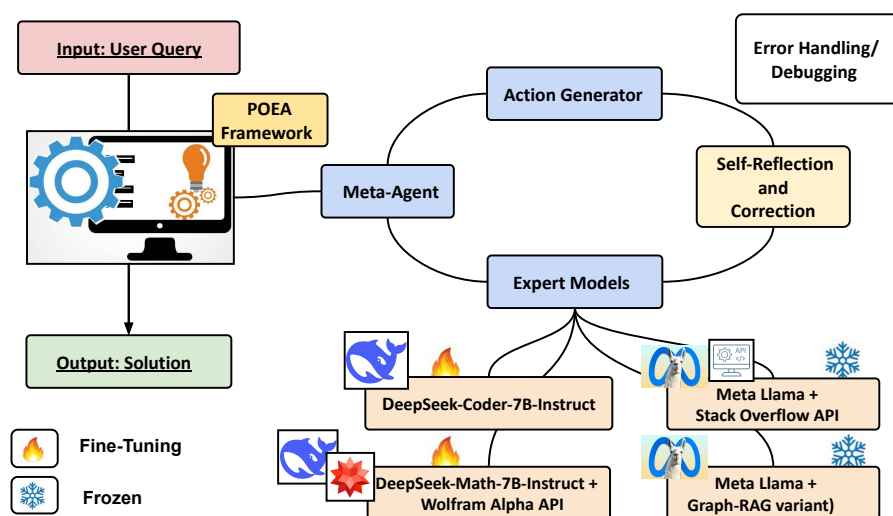 Input: User Query
Error Handling/
Debugging
POEA
Framework
Action Generator
Meta-Agent
Self-Reflection
and
Correction
Expert Models
Output: Solution
API
DeepSeek-Coder-7B-Instruct
Meta Llama +
Stack Overflow API
Fine-Tuning
DeepSeek-Math-7B-Instruct +
Wolfram Alpha API
Meta Llama +
Graph-RAG variant)
Frozen